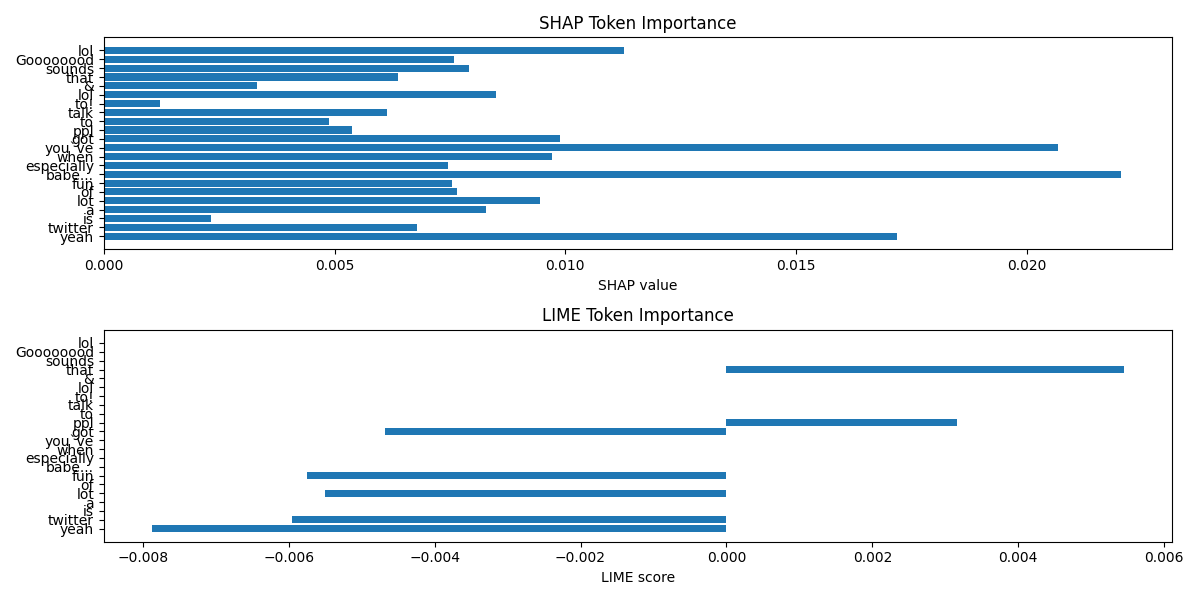 SHAP Token Importance
lol
Goooooood
sounds
that
&
lol
to!
talk
to
ppl
got
you've
when
especially
babe...
fun
of
lot
a
is
twitter
yeah
0.000 0.005 0.010 0.015 0.020
SHAP value
LIME Token Importance
lol
Goooooood
sounds
that
&
lol
to!
talk
to
ppl
got
you've
when
especially
babe...
fun
of
lot
a
is
twitter
yeah
−0.008 −0.006 −0.004 −0.002 0.000 0.002 0.004 0.006
LIME score